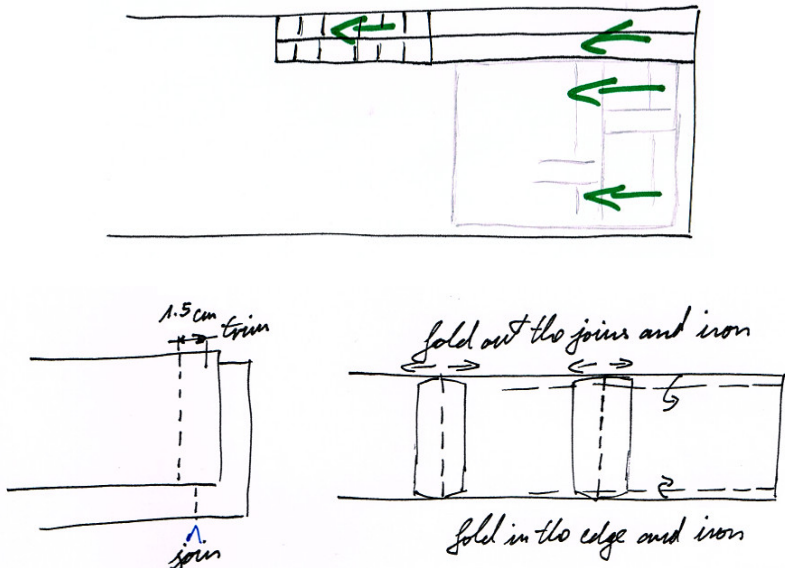 1.5 cm
trim
join
fold out the joins and iron
fold in the edge and iron